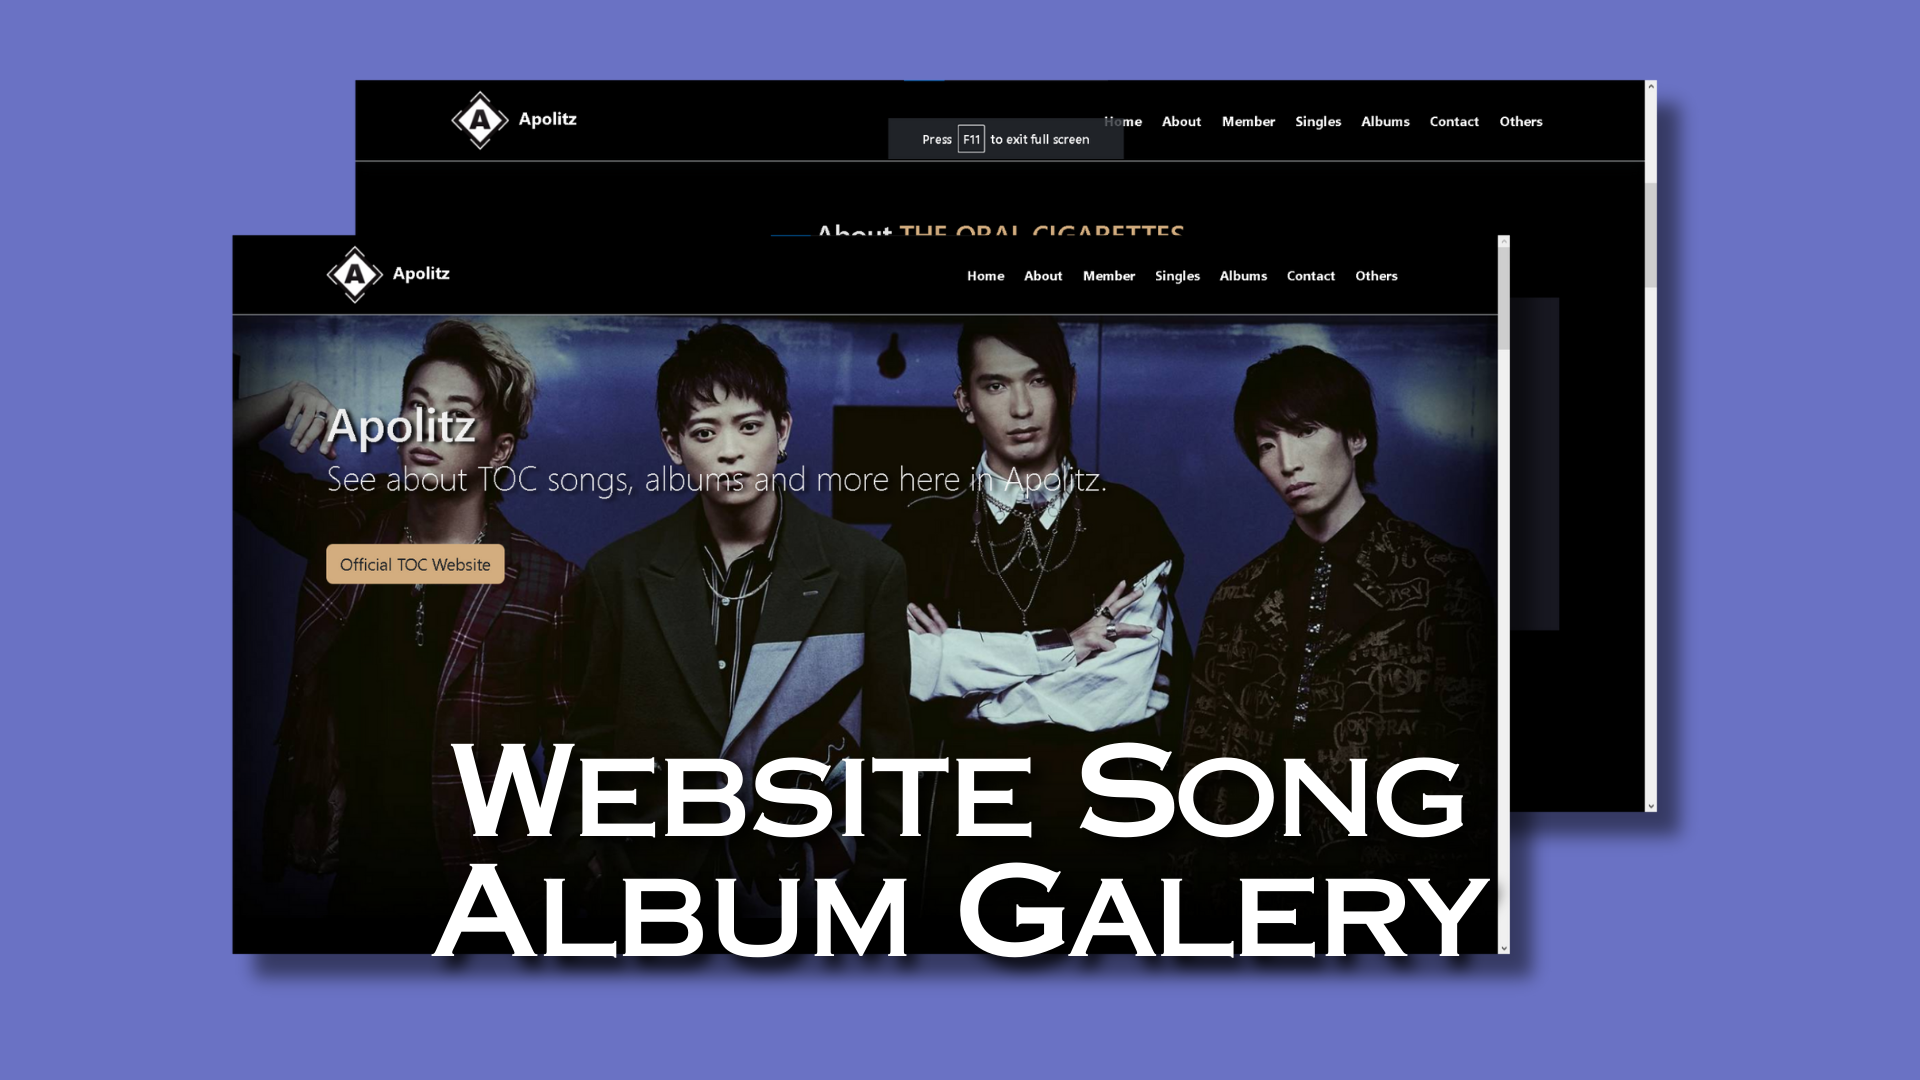 Apolitz
Home About Member Singles Albums Contact Others
Press F11 to exit full screen
About THE ORAL CIGARETTES
Apolitz
Home About Member Singles Albums Contact Others
Apolitz
See about TOC songs, albums and more here in Apolitz.
Official TOC Website
WEBSITE SONG
ALBUM GALERY